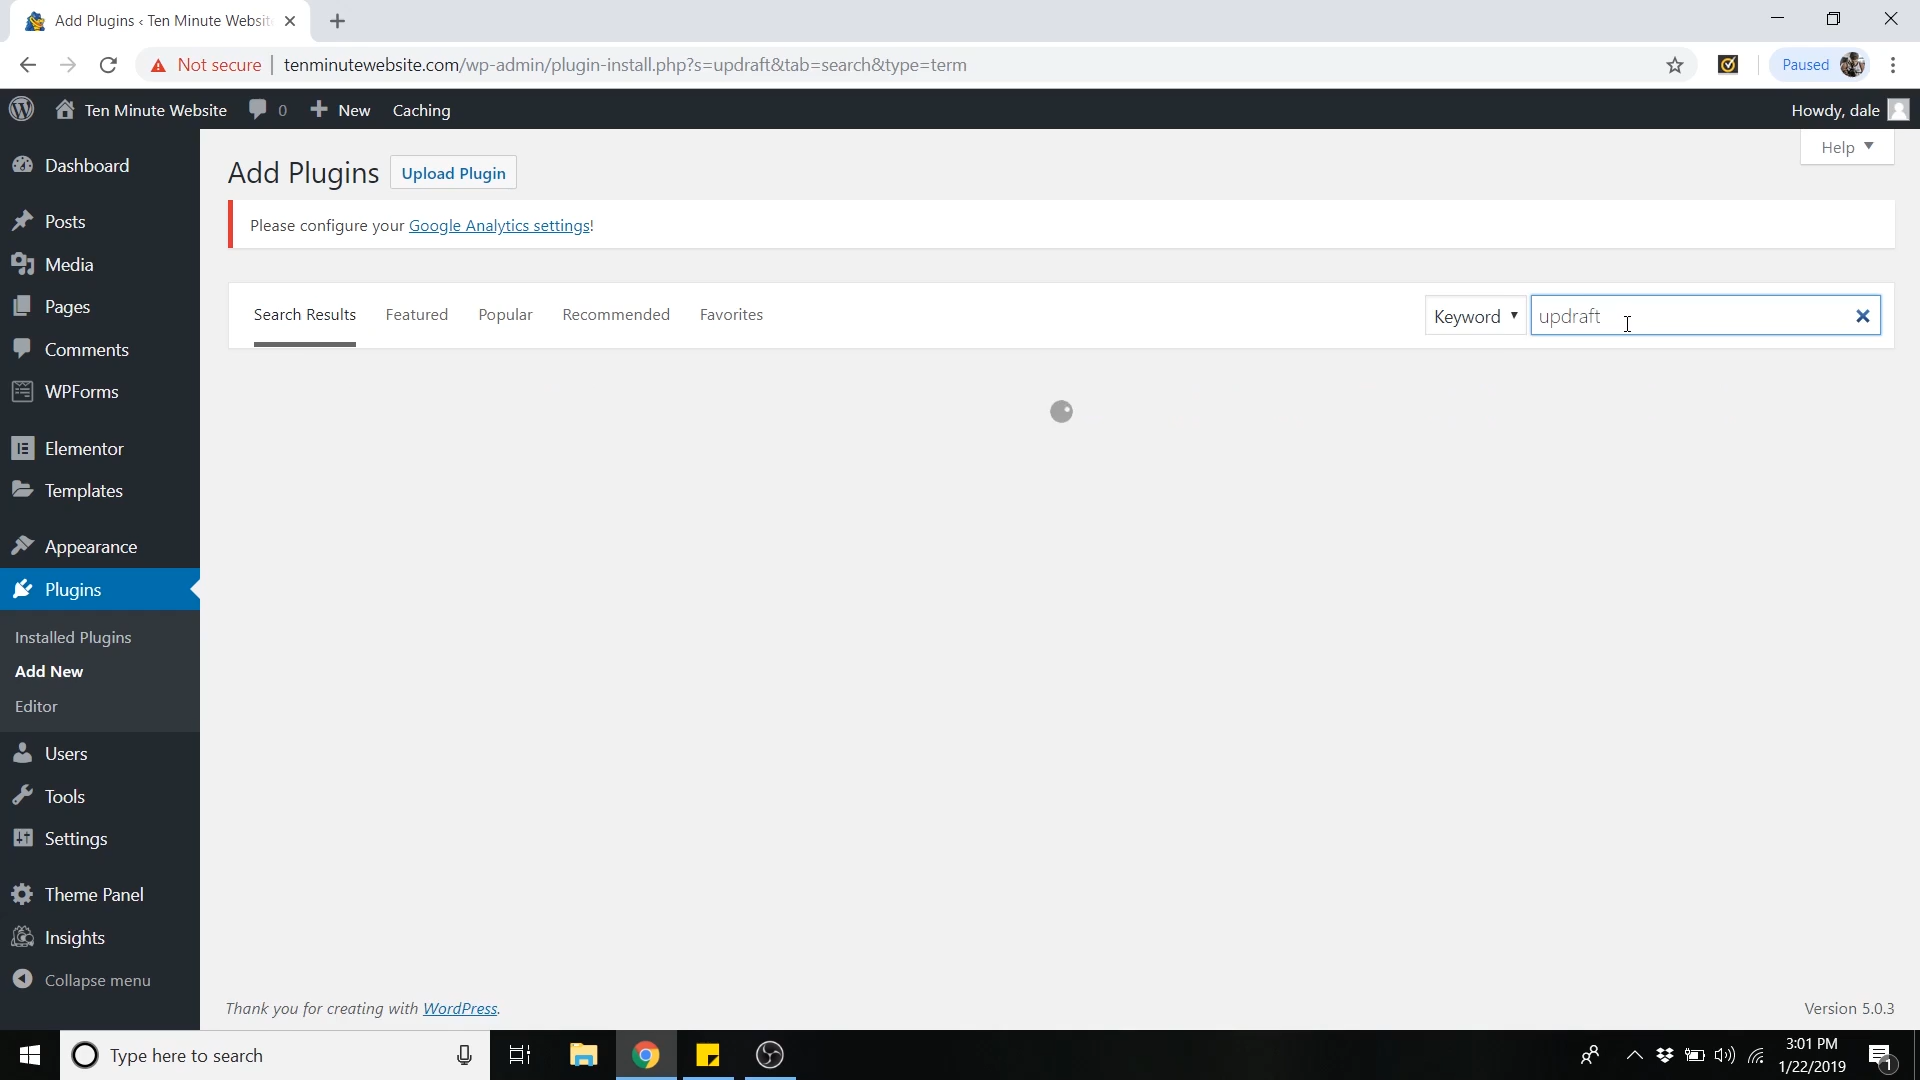 Add Plugins ‹ Ten Minute Website
Not secure
tenminutewebsite.com/wp-admin/plugin-install.php?s=updraft&tab=search&type=term
Paused
Ten Minute Website
0
New
Caching
Howdy, dale
Dashboard
Posts
Media
Pages
Comments
WPForms
Elementor
Templates
Appearance
Plugins
Installed Plugins
Add New
Editor
Users
Tools
Settings
Theme Panel
Insights
Collapse menu
Add Plugins
Upload Plugin
Help
Please configure your Google Analytics settings!
Search Results
Featured
Popular
Recommended
Favorites
Keyword
updraft
Thank you for creating with WordPress.
Version 5.0.3
Type here to search
3:01 PM
1/22/2019
1